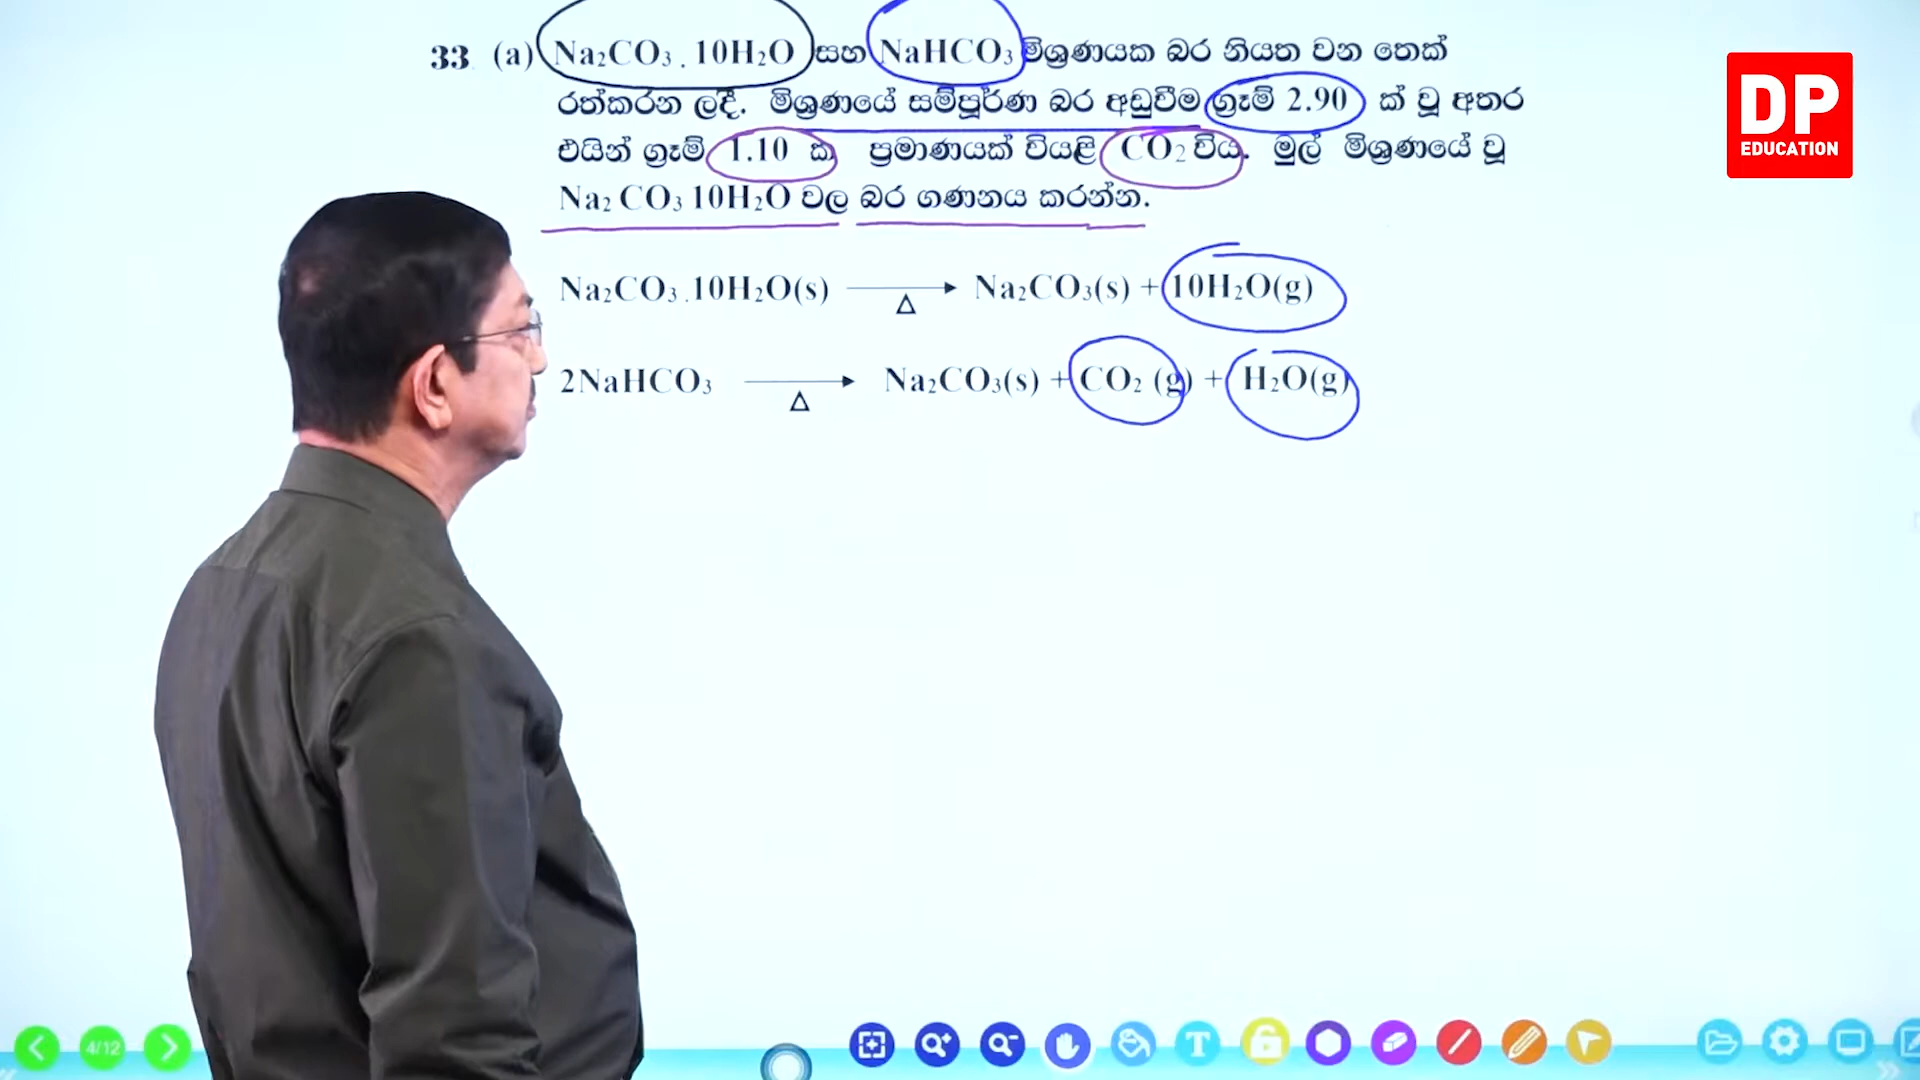 33 (a) Na₂CO₃ . 10H₂O සහ NaHCO₃ මිශ්‍රණයක බර නියත වන තෙක්
රත්කරන ලදී. මිශ්‍රණයේ සම්පූර්ණ බර අඩුවීම ග්‍රෑම් 2.90 ක් වූ අතර
එයින් ග්‍රෑම් 1.10 ක ප්‍රමාණයක් වියළි CO₂ විය. මුල් මිශ්‍රණයේ වූ
Na₂ CO₃ 10H₂O වල බර ගණනය කරන්න.
Na₂CO₃ .10H₂O(s) → Δ Na₂CO₃(s) + 10H₂O(g)
2NaHCO₃ → Δ Na₂CO₃(s) + CO₂ (g) + H₂O(g)
DP
EDUCATION
4/12
T